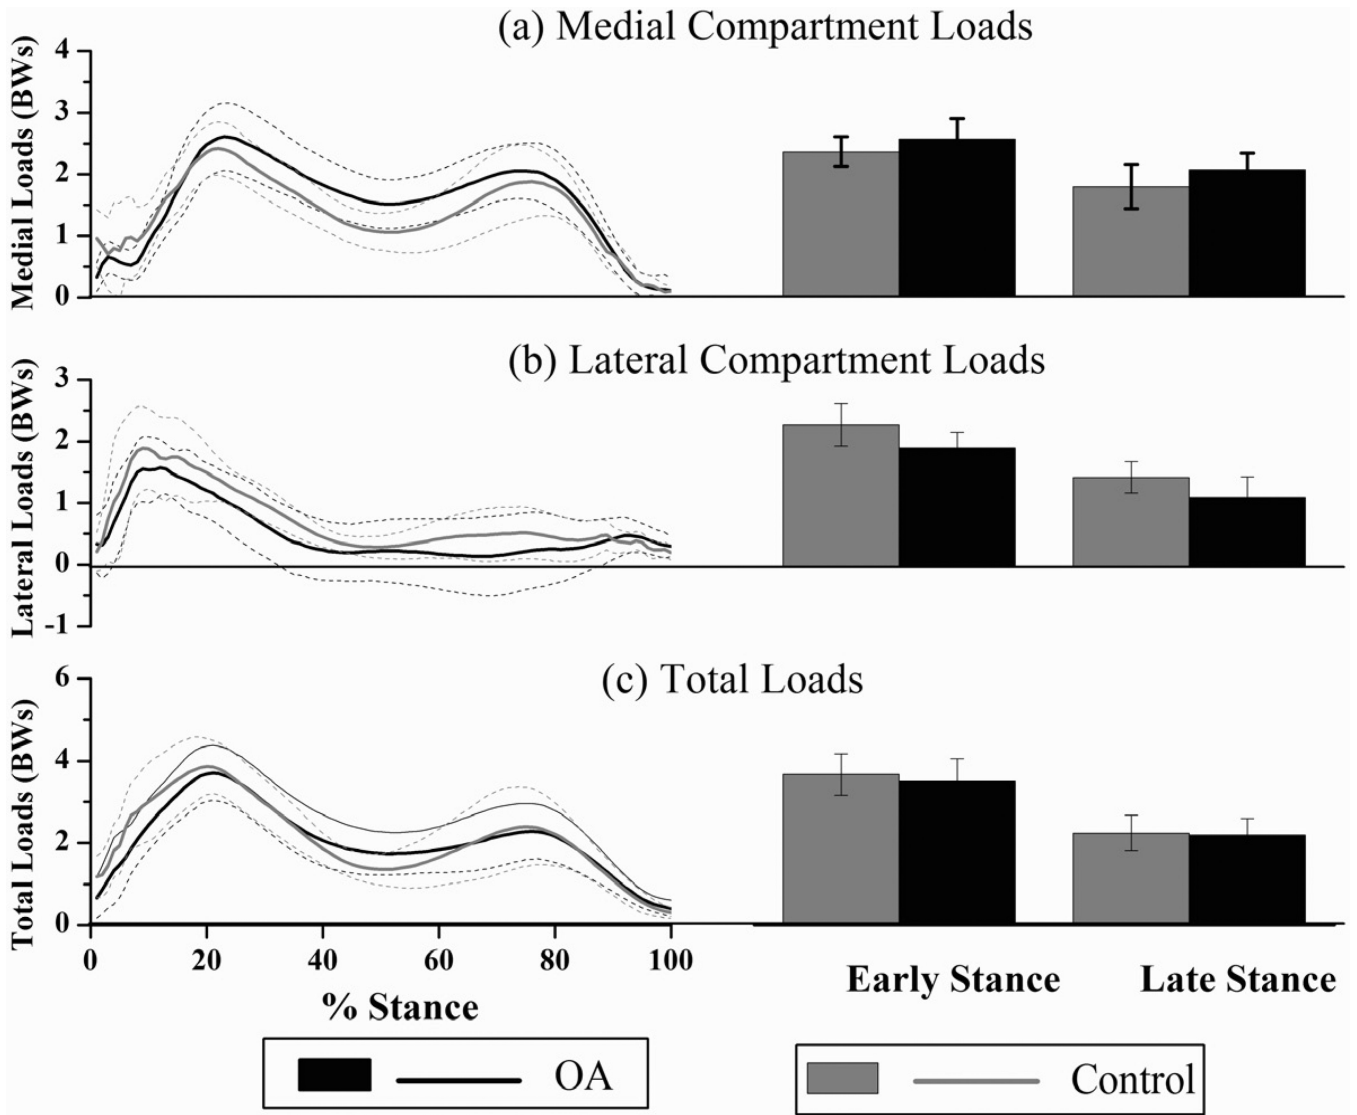 (a) Medial Compartment Loads
Medial Loads (BWs)
4
3
2
1
0
(b) Lateral Compartment Loads
Lateral Loads (BWs)
3
2
1
0
-1
(c) Total Loads
Total Loads (BWs)
6
4
2
0
0 20 40 60 80 100
% Stance
Early Stance Late Stance
OA
Control